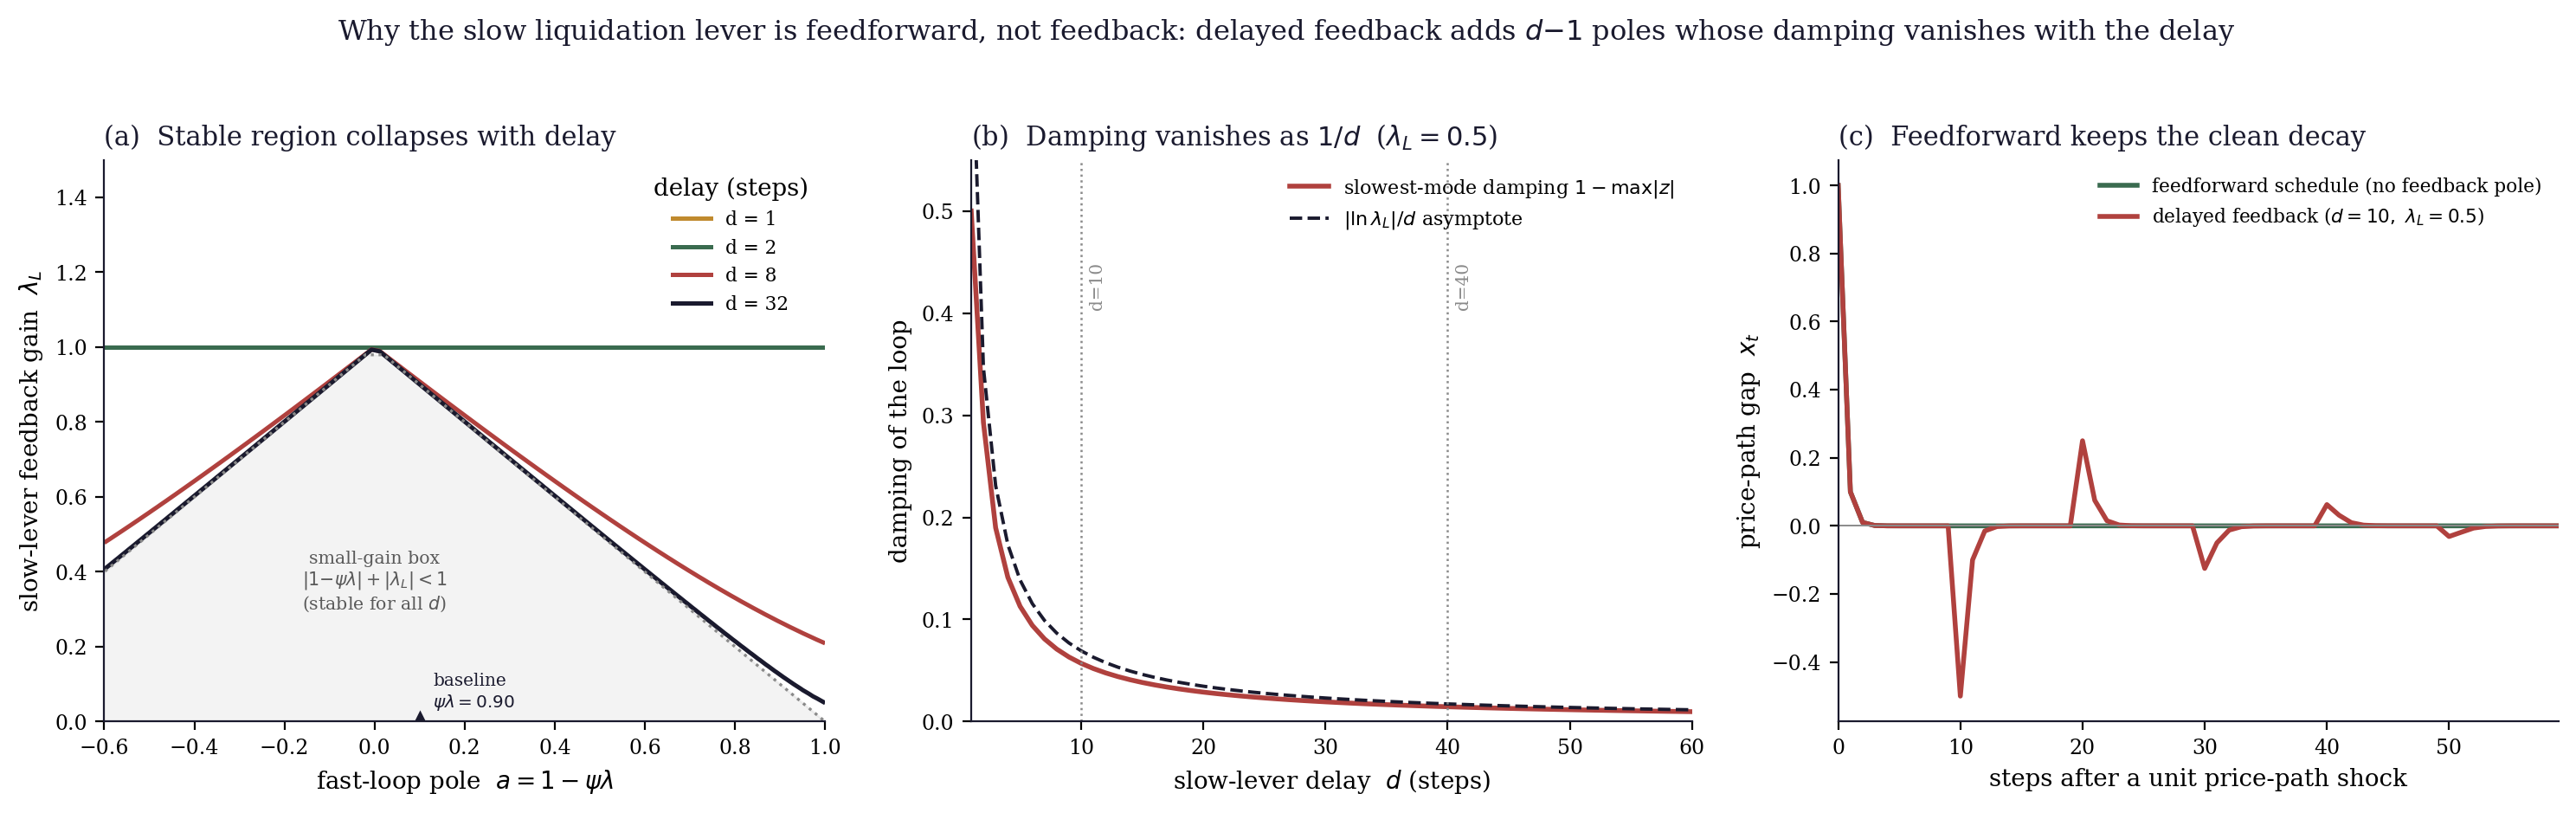 Why the slow liquidation lever is feedforward, not feedback: delayed feedback adds d−1 poles whose damping vanishes with the delay
(a) Stable region collapses with delay
slow-lever feedback gain λ_L
1.4
1.2
1.0
0.8
0.6
0.4
0.2
0.0
delay (steps)
d = 1
d = 2
d = 8
d = 32
small-gain box
|1−ψλ| + |λ_L| < 1
(stable for all d)
baseline
ψλ = 0.90
−0.6 −0.4 −0.2 0.0 0.2 0.4 0.6 0.8 1.0
fast-loop pole a = 1 − ψλ
(b) Damping vanishes as 1/d (λ_L = 0.5)
damping of the loop
0.5
0.4
0.3
0.2
0.1
0.0
slowest-mode damping 1 − max|z|
|ln λ_L|/d asymptote
d=10
d=40
10 20 30 40 50 60
slow-lever delay d (steps)
(c) Feedforward keeps the clean decay
price-path gap x_t
1.0
0.8
0.6
0.4
0.2
0.0
−0.2
−0.4
feedforward schedule (no feedback pole)
delayed feedback (d = 10, λ_L = 0.5)
0 10 20 30 40 50
steps after a unit price-path shock